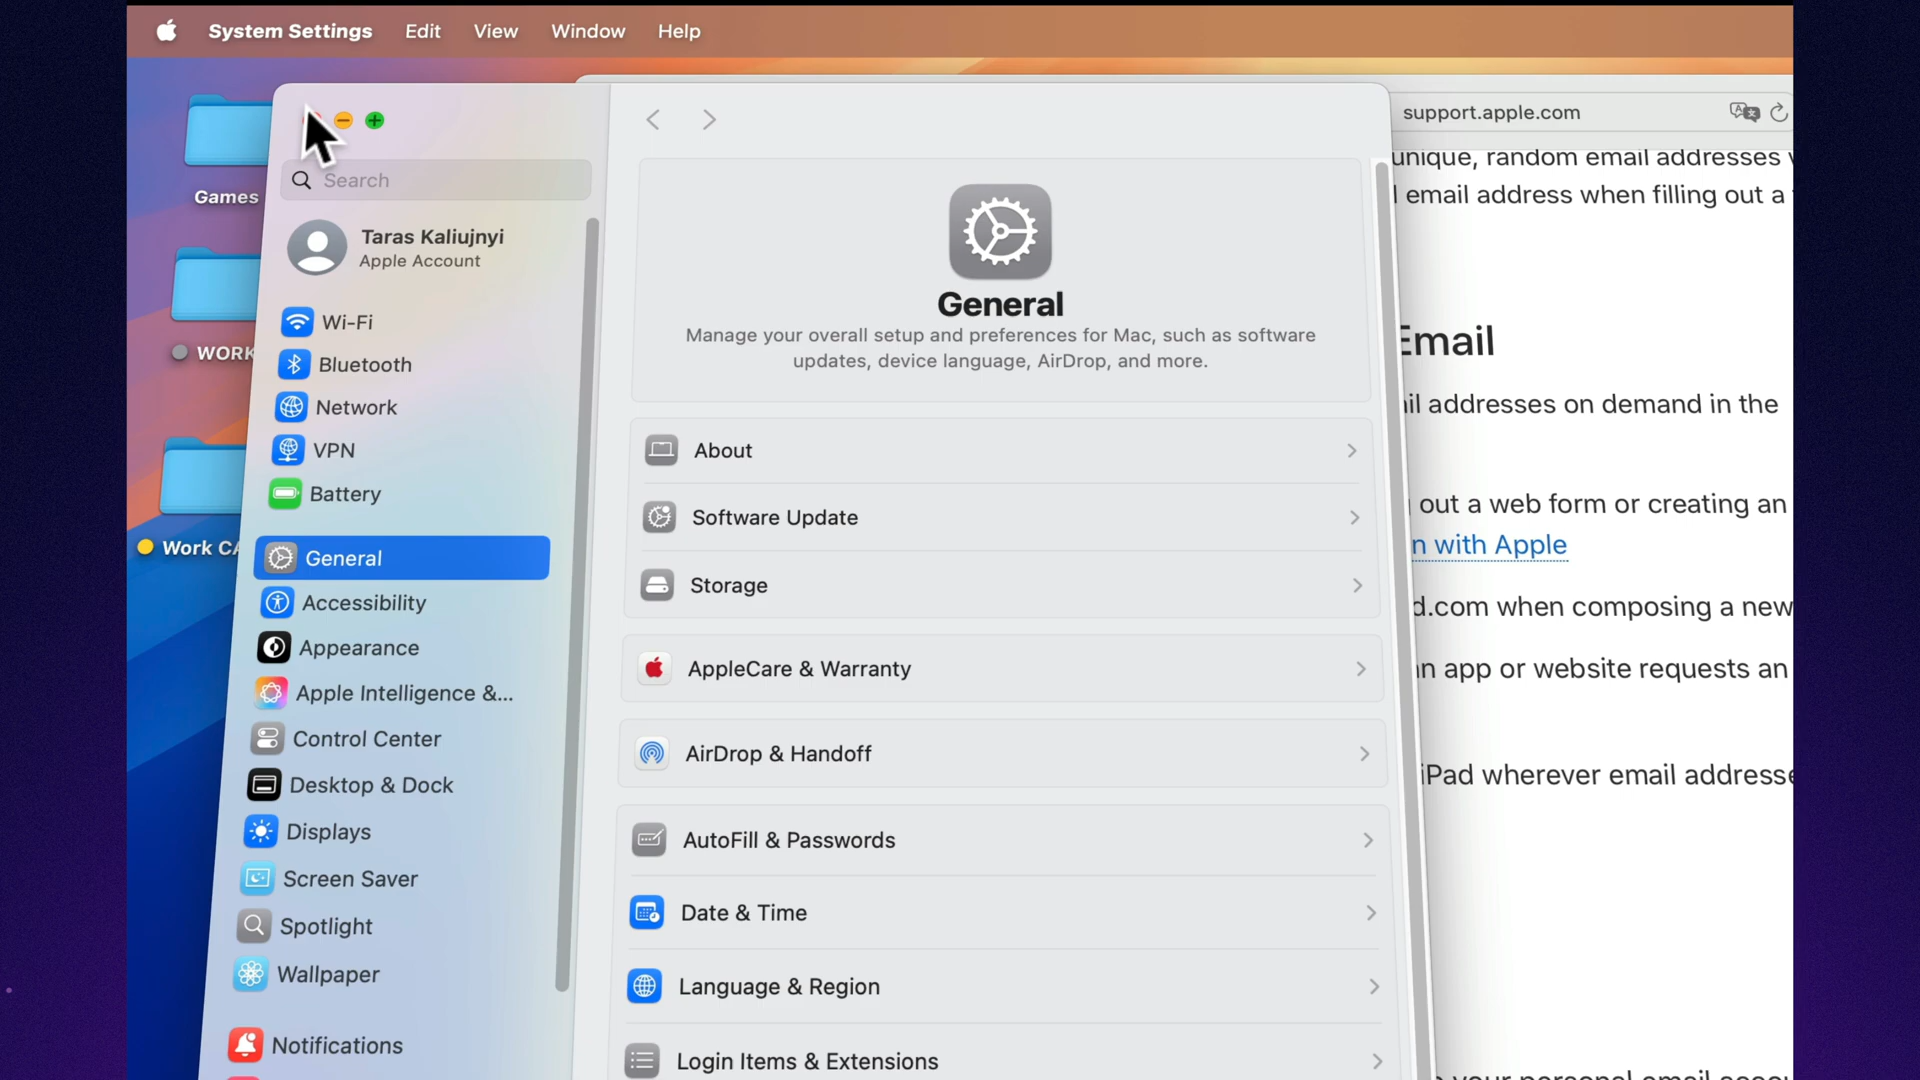 System Settings Edit View Window Help
Games
WORK
Work
Search
Taras Kaliujnyi
Apple Account
Wi-Fi
Bluetooth
Network
VPN
Battery
General
Accessibility
Appearance
Apple Intelligence &...
Control Center
Desktop & Dock
Displays
Screen Saver
Spotlight
Wallpaper
Notifications
General
Manage your overall setup and preferences for Mac, such as software
updates, device language, AirDrop, and more.
About
Software Update
Storage
AppleCare & Warranty
AirDrop & Handoff
AutoFill & Passwords
Date & Time
Language & Region
Login Items & Extensions
support.apple.com
unique, random email addresses
email address when filling out a
Email
addresses on demand in the
out a web form or creating an
with Apple
d.com when composing a new
an app or website requests an
iPad wherever email addresse
your personal email